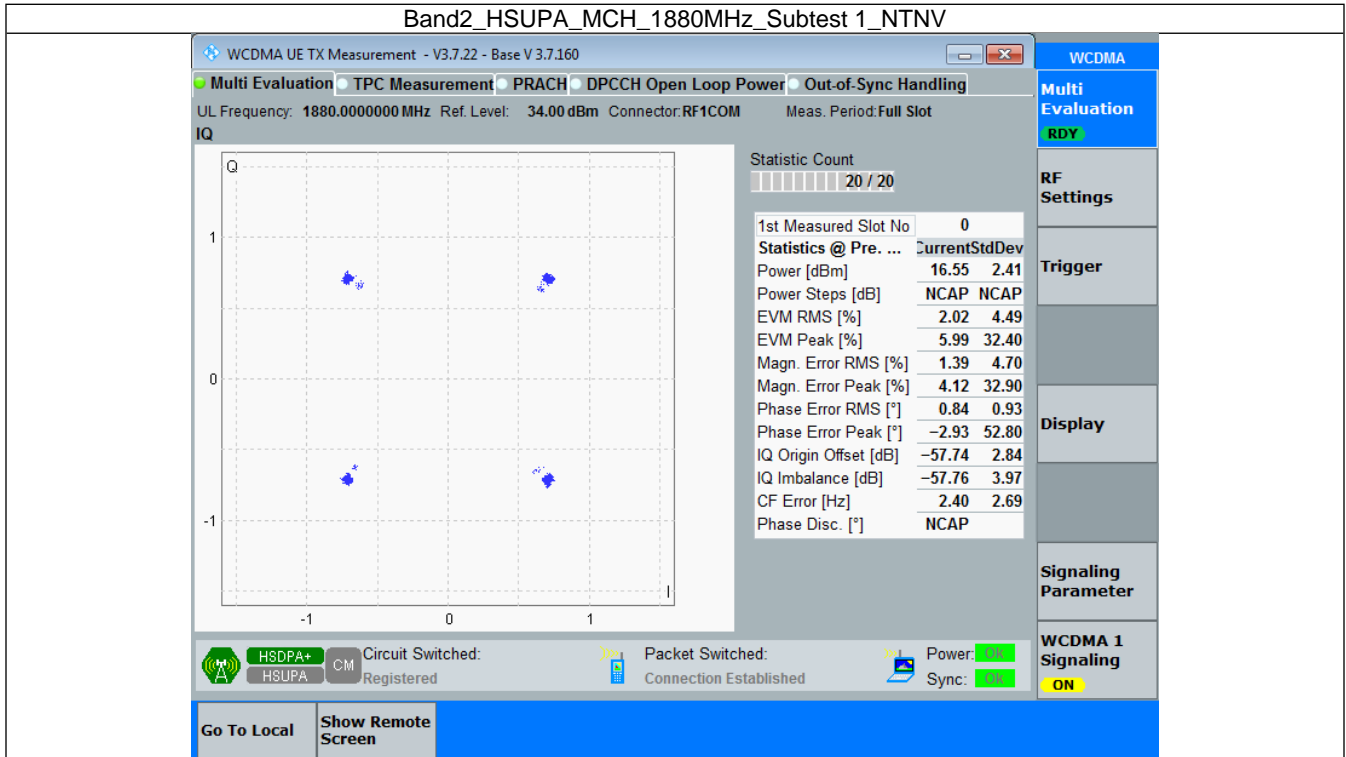 Band2_HSUPA_MCH_1880MHz_Subtest 1_NTNV
WCDMA UE TX Measurement - V3.7.22 - Base V 3.7.160
WCDMA
Multi Evaluation TPC Measurement PRACH DPCCH Open Loop Power Out-of-Sync Handling
Multi
Evaluation
RDY
UL Frequency: 1880.0000000 MHz Ref. Level: 34.00 dBm Connector: RF1COM Meas. Period: Full Slot
IQ
Q
1
0
-1
I
-1 0 1
Statistic Count
20 / 20
1st Measured Slot No 0
Statistics @ Pre. ... Current StdDev
Power [dBm] 16.55 2.41
Power Steps [dB] NCAP NCAP
EVM RMS [%] 2.02 4.49
EVM Peak [%] 5.99 32.40
Magn. Error RMS [%] 1.39 4.70
Magn. Error Peak [%] 4.12 32.90
Phase Error RMS [°] 0.84 0.93
Phase Error Peak [°] −2.93 52.80
IQ Origin Offset [dB] −57.74 2.84
IQ Imbalance [dB] −57.76 3.97
CF Error [Hz] 2.40 2.69
Phase Disc. [°] NCAP
RF
Settings
Trigger
Display
Signaling
Parameter
WCDMA 1
Signaling
ON
HSDPA+
HSUPA
CM
Circuit Switched:
Registered
Packet Switched:
Connection Established
Power: Ok
Sync: Ok
Go To Local
Show Remote
Screen